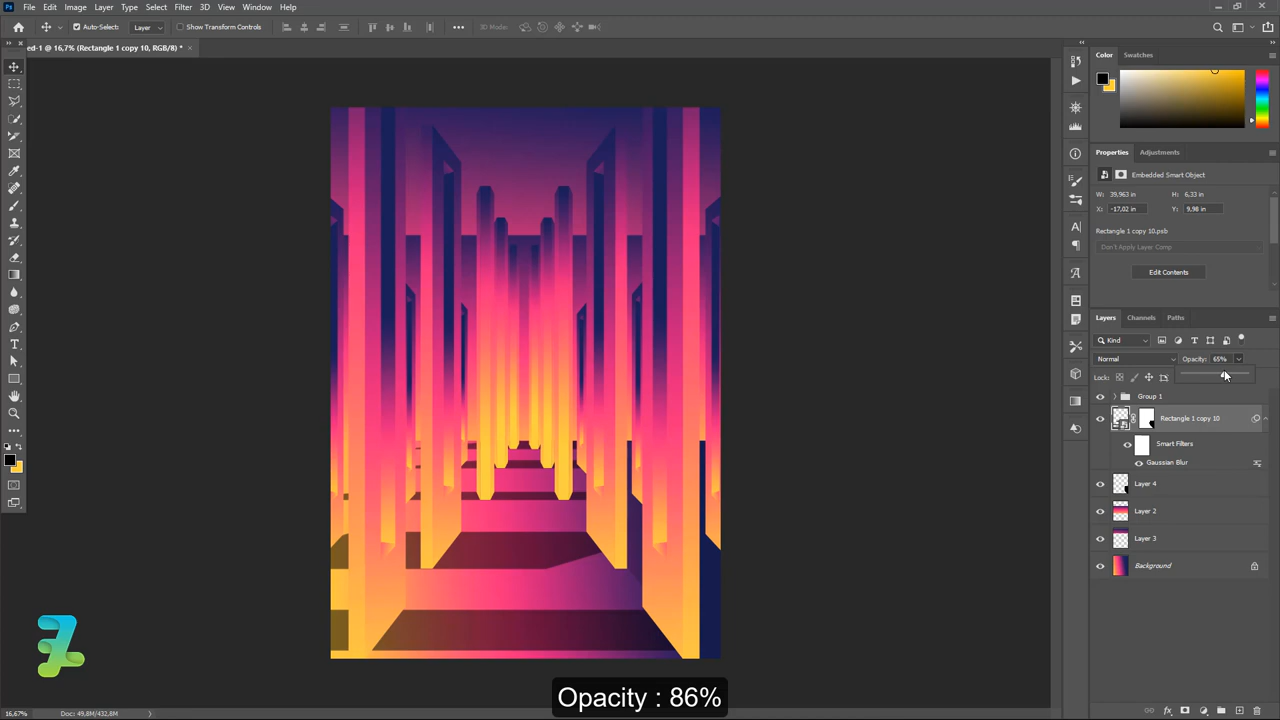 Ps File Edit Image Layer Type Select Filter 3D View Window Help
Auto-Select: Layer Show Transform Controls 3D Mode:
ed-1 @ 16,7% (Rectangle 1 copy 10, RGB/8) *
Color Swatches
Properties Adjustments
Embedded Smart Object
W: 39,963 in H: 6,33 in
X: -17,02 in Y: 9,98 in
Rectangle 1 copy 10.psb
Don't Apply Layer Comp
Edit Contents
Layers Channels Paths
Kind
Normal Opacity: 65%
Lock:
Group 1
Rectangle 1 copy 10
Smart Filters
Gaussian Blur
Layer 4
Layer 2
Layer 3
Background
Opacity : 86%
16,67% Doc: 49,8M/432,8M